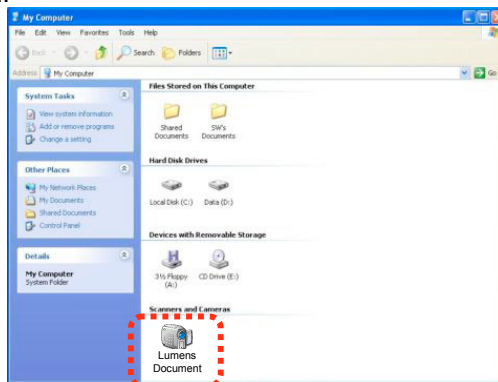 My Computer
File Edit View Favorites Tools Help
Back Search Folders
Address My Computer Go
System Tasks
View system information
Add or remove programs
Change a setting
Other Places
My Network Places
My Documents
Shared Documents
Control Panel
Details
My Computer
System Folder
Files Stored on This Computer
Shared Documents
SW's Documents
Hard Disk Drives
Local Disk (C:) Data (D:)
Devices with Removable Storage
3½ Floppy (A:)
CD Drive (E:)
Scanners and Cameras
Lumens
Document